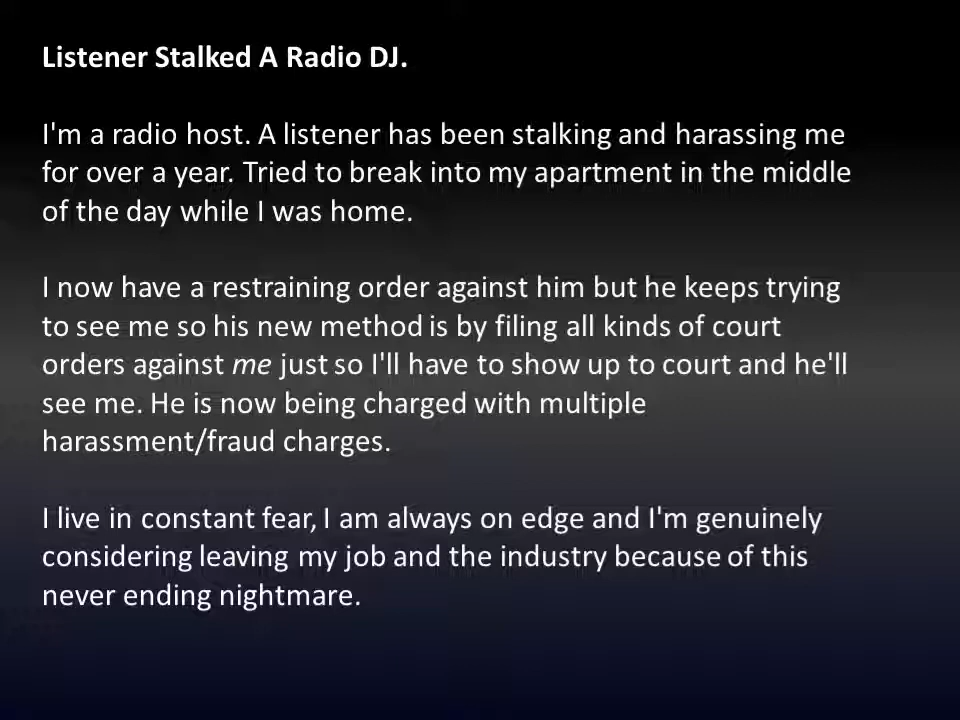 Listener Stalked A Radio DJ.
I'm a radio host. A listener has been stalking and harassing me
for over a year. Tried to break into my apartment in the middle
of the day while I was home.
I now have a restraining order against him but he keeps trying
to see me so his new method is by filing all kinds of court
orders against me just so I'll have to show up to court and he'll
see me. He is now being charged with multiple
harassment/fraud charges.
I live in constant fear, I am always on edge and I'm genuinely
considering leaving my job and the industry because of this
never ending nightmare.